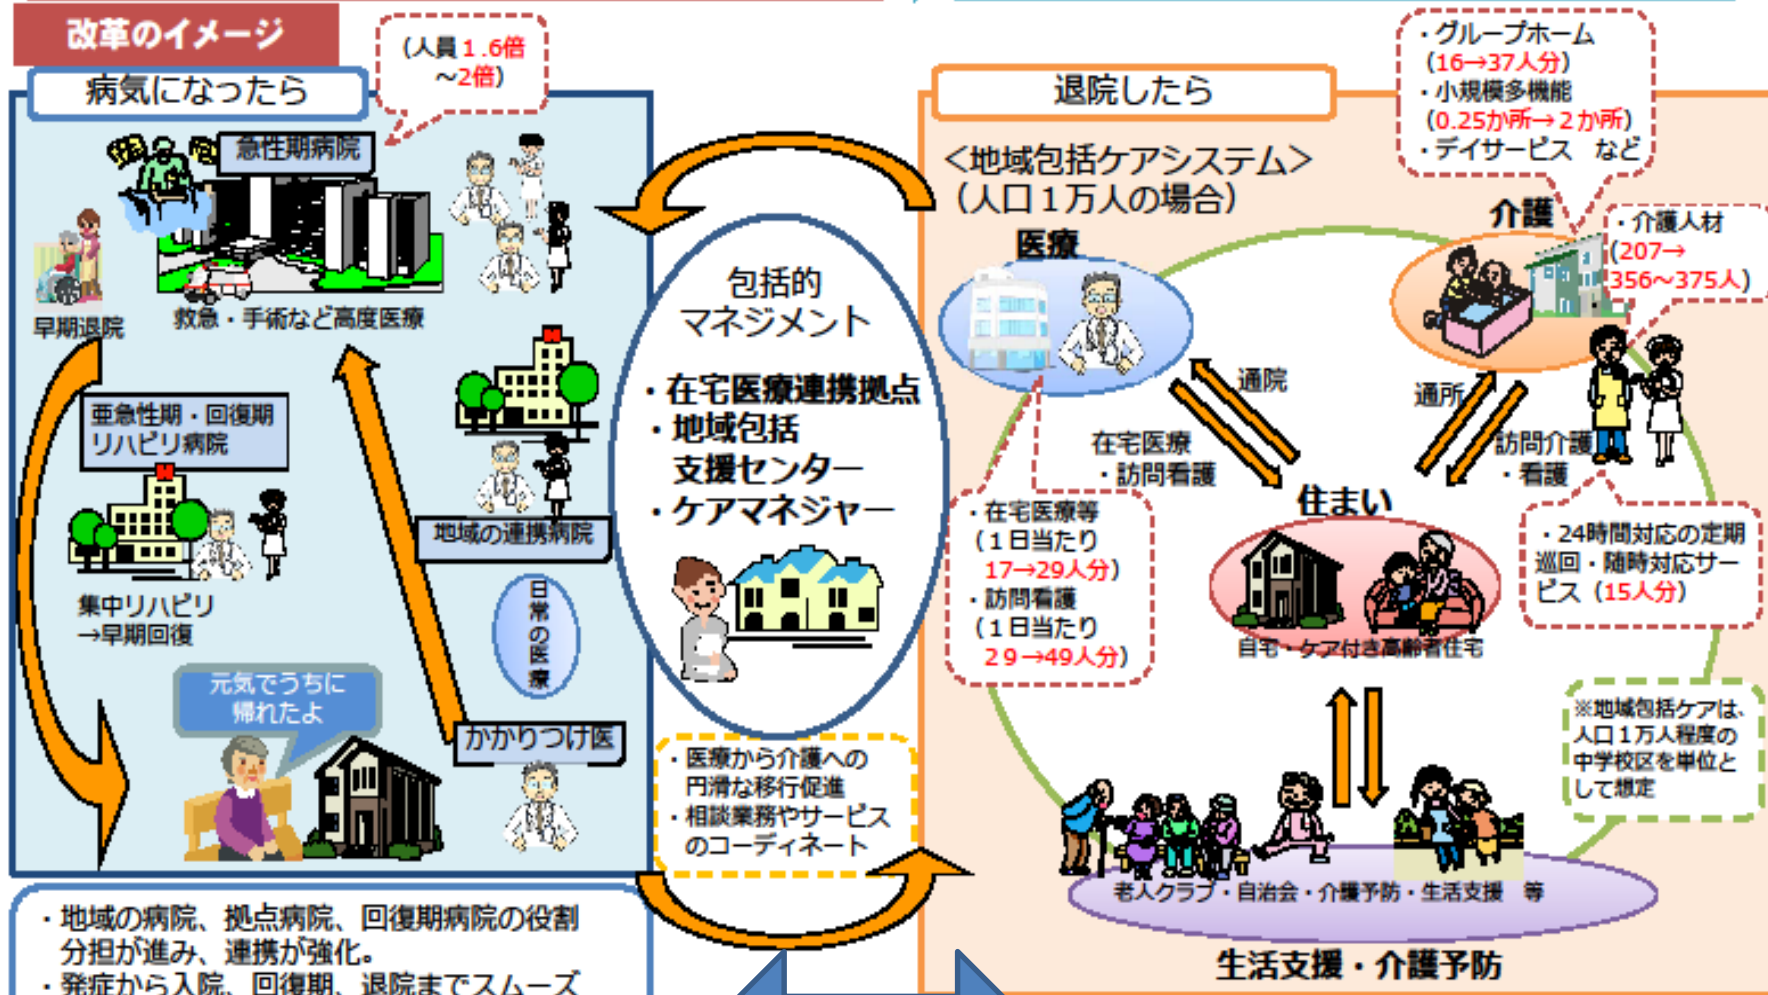 改革のイメージ
(人員1.6倍
～2倍)
病気になったら
急性期病院
早期退院
救急・手術など高度医療
亜急性期・回復期
リハビリ病院
集中リハビリ
→早期回復
地域の連携病院
日常の医療
元気でうちに
帰れたよ
かかりつけ医
・地域の病院、拠点病院、回復期病院の役割
分担が進み、連携が強化。
・発症から入院、回復期、退院までスムーズ
包括的
マネジメント
・在宅医療連携拠点
・地域包括
支援センター
・ケアマネジャー
・医療から介護への
円滑な移行促進
・相談業務やサービス
のコーディネート
退院したら
＜地域包括ケアシステム＞
(人口１万人の場合)
・グループホーム
(16→37人分)
・小規模多機能
(0.25か所→２か所)
・デイサービス　など
介護
・介護人材
(207→
356～375人)
医療
通院
在宅医療
・訪問看護
通所
訪問介護
・看護
・在宅医療等
(１日当たり
17→29人分)
・訪問看護
(１日当たり
２９→49人分)
住まい
自宅・ケア付き高齢者住宅
・24時間対応の定期
巡回・随時対応サー
ビス（15人分）
※地域包括ケアは、
人口１万人程度の
中学校区を単位と
して想定
老人クラブ・自治会・介護予防・生活支援　等
生活支援・介護予防